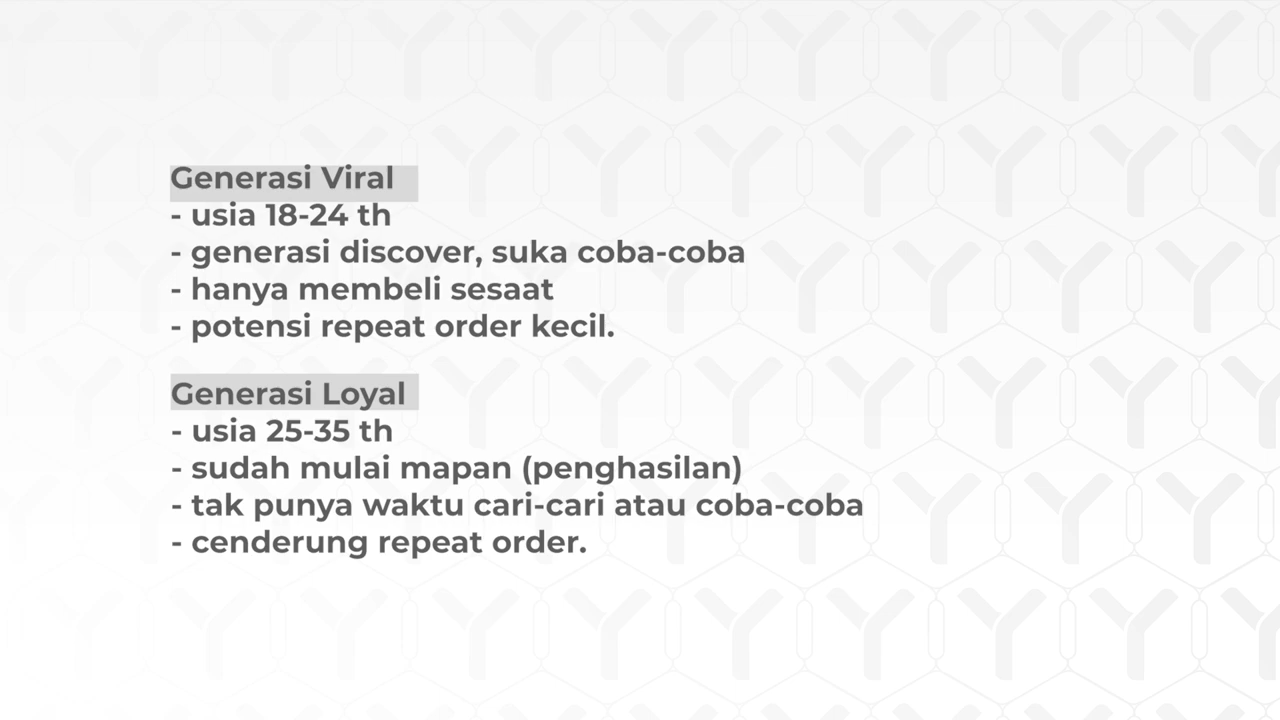 Generasi Viral
- usia 18-24 th
- generasi discover, suka coba-coba
- hanya membeli sesaat
- potensi repeat order kecil.
Generasi Loyal
- usia 25-35 th
- sudah mulai mapan (penghasilan)
- tak punya waktu cari-cari atau coba-coba
- cenderung repeat order.